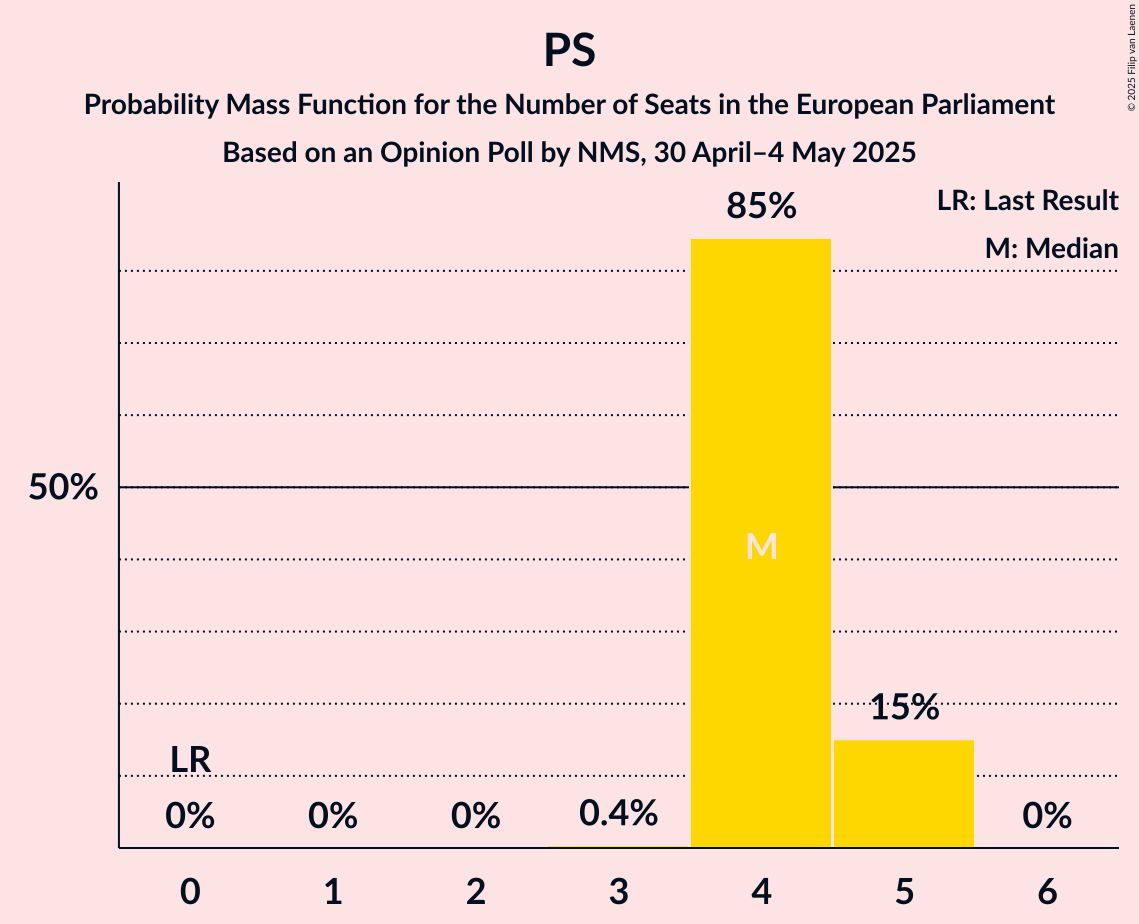 PS
Probability Mass Function for the Number of Seats in the European Parliament
Based on an Opinion Poll by NMS, 30 April–4 May 2025
© 2025 Filip van Laenen
LR: Last Result
M: Median
85%
50%
M
15%
LR
0% 0% 0% 0.4% 0%
0 1 2 3 4 5 6